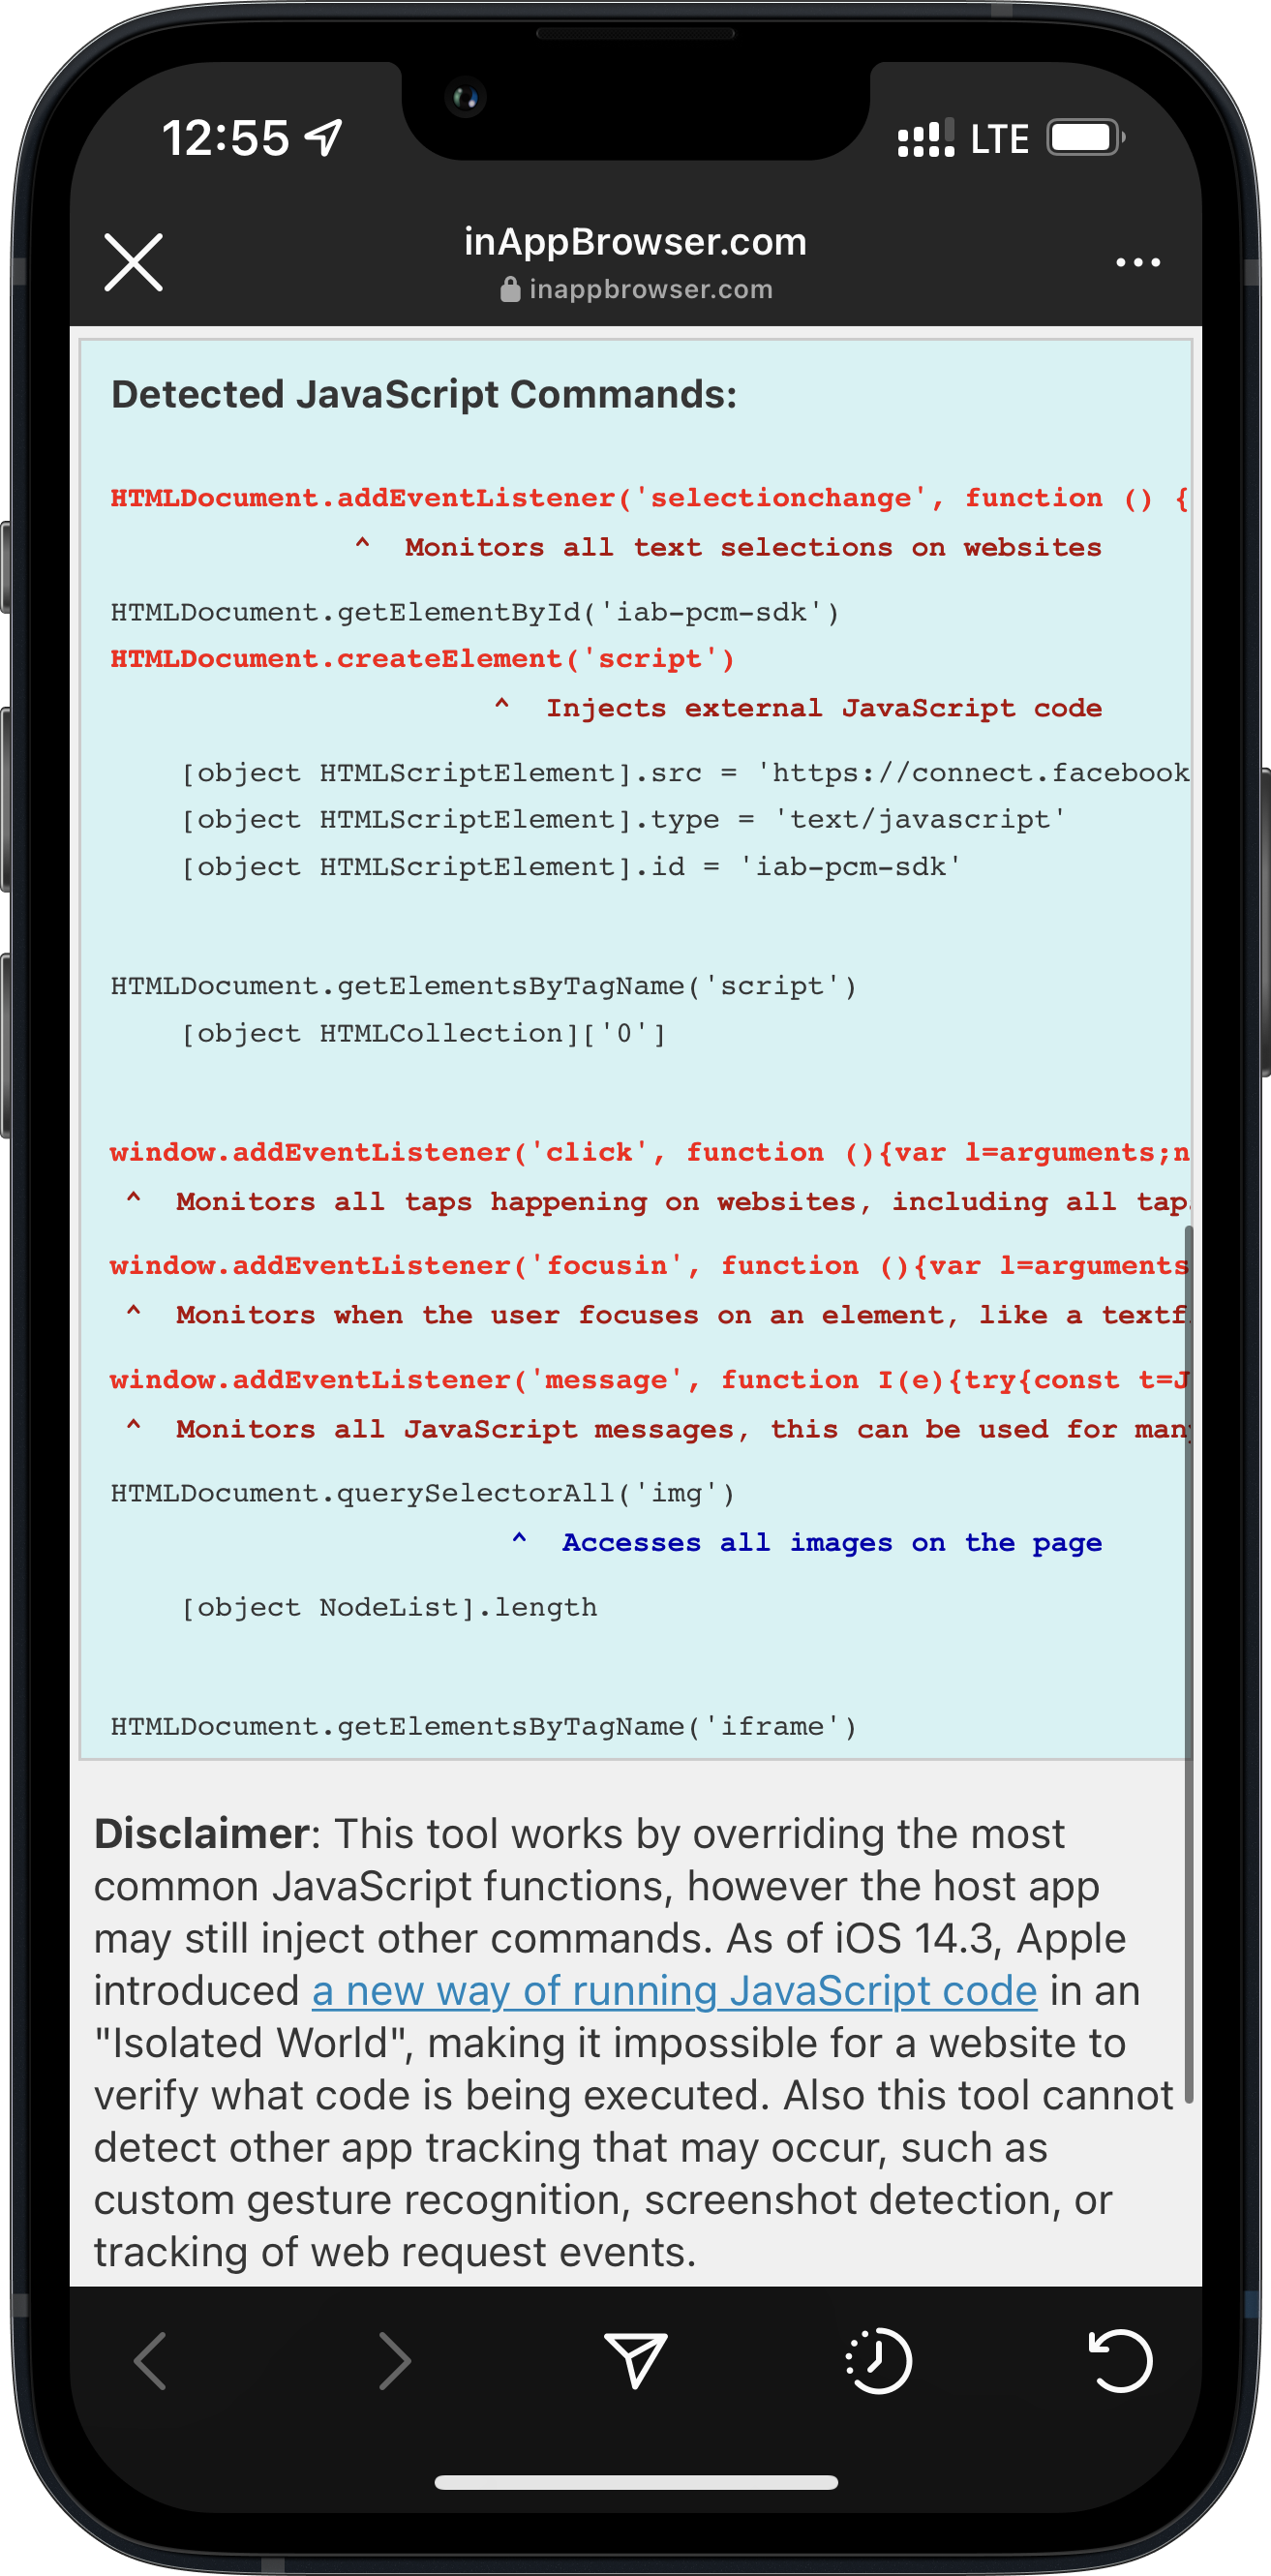 12:55 LTE
inAppBrowser.com
inappbrowser.com
Detected JavaScript Commands:
HTMLDocument.addEventListener('selectionchange', function () {
^ Monitors all text selections on websites
HTMLDocument.getElementById('iab-pcm-sdk')
HTMLDocument.createElement('script')
^ Injects external JavaScript code
[object HTMLScriptElement].src = 'https://connect.facebook
[object HTMLScriptElement].type = 'text/javascript'
[object HTMLScriptElement].id = 'iab-pcm-sdk'
HTMLDocument.getElementsByTagName('script')
[object HTMLCollection]['0']
window.addEventListener('click', function (){var l=arguments;n
^ Monitors all taps happening on websites, including all tap
window.addEventListener('focusin', function (){var l=arguments
^ Monitors when the user focuses on an element, like a textf
window.addEventListener('message', function I(e){try{const t=J
^ Monitors all JavaScript messages, this can be used for many
HTMLDocument.querySelectorAll('img')
^ Accesses all images on the page
[object NodeList].length
HTMLDocument.getElementsByTagName('iframe')
Disclaimer: This tool works by overriding the most
common JavaScript functions, however the host app
may still inject other commands. As of iOS 14.3, Apple
introduced a new way of running JavaScript code in an
"Isolated World", making it impossible for a website to
verify what code is being executed. Also this tool cannot
detect other app tracking that may occur, such as
custom gesture recognition, screenshot detection, or
tracking of web request events.